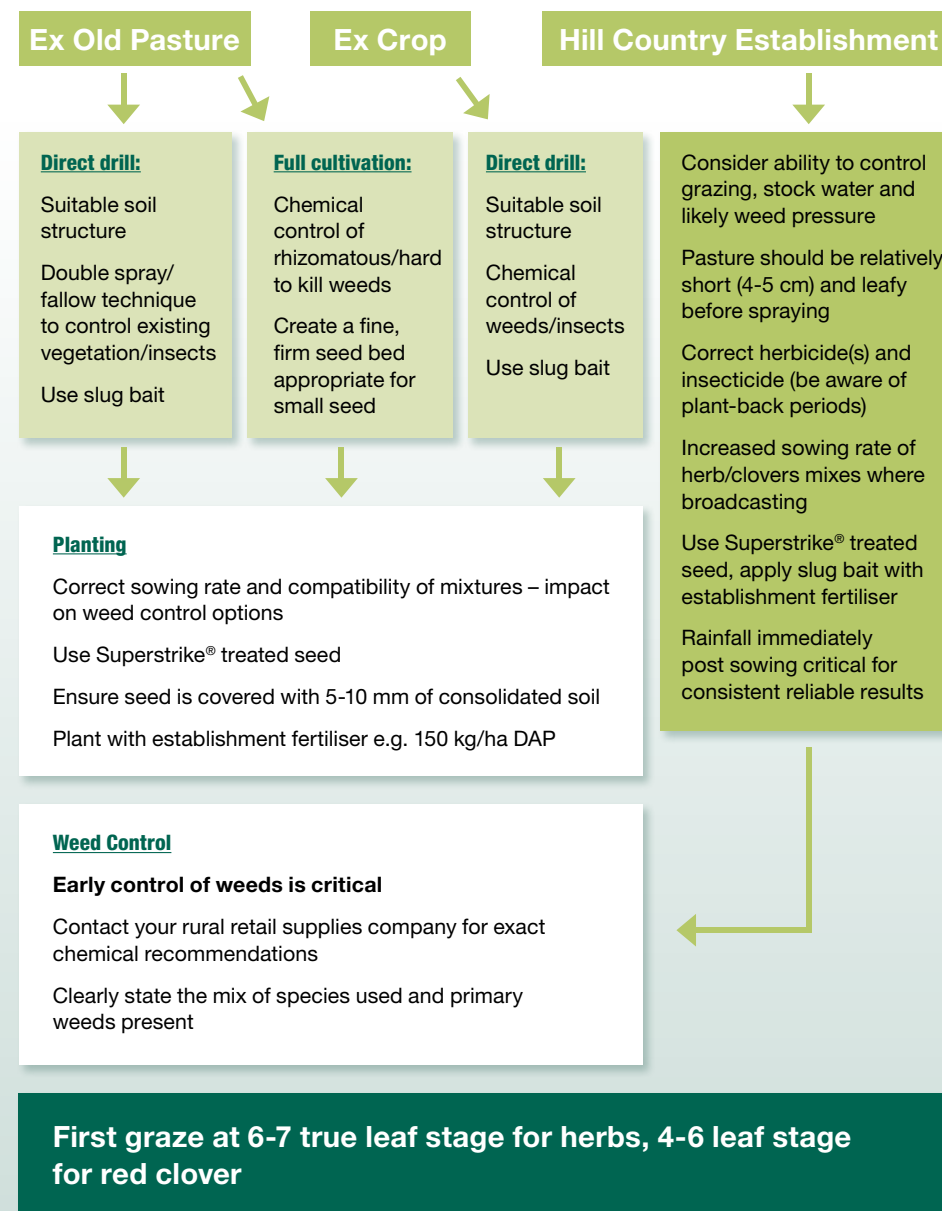 Ex Old Pasture
Ex Crop
Hill Country Establishment
Direct drill:
Suitable soil
structure
Double spray/
fallow technique
to control existing
vegetation/insects
Use slug bait
Full cultivation:
Chemical
control of
rhizomatous/hard
to kill weeds
Create a fine,
firm seed bed
appropriate for
small seed
Direct drill:
Suitable soil
structure
Chemical
control of
weeds/insects
Use slug bait
Consider ability to control
grazing, stock water and
likely weed pressure
Pasture should be relatively
short (4-5 cm) and leafy
before spraying
Correct herbicide(s) and
insecticide (be aware of
plant-back periods)
Increased sowing rate of
herb/clovers mixes where
broadcasting
Use Superstrike® treated
seed, apply slug bait with
establishment fertiliser
Rainfall immediately
post sowing critical for
consistent reliable results
Planting
Correct sowing rate and compatibility of mixtures – impact
on weed control options
Use Superstrike® treated seed
Ensure seed is covered with 5-10 mm of consolidated soil
Plant with establishment fertiliser e.g. 150 kg/ha DAP
Weed Control
Early control of weeds is critical
Contact your rural retail supplies company for exact
chemical recommendations
Clearly state the mix of species used and primary
weeds present
First graze at 6-7 true leaf stage for herbs, 4-6 leaf stage
for red clover